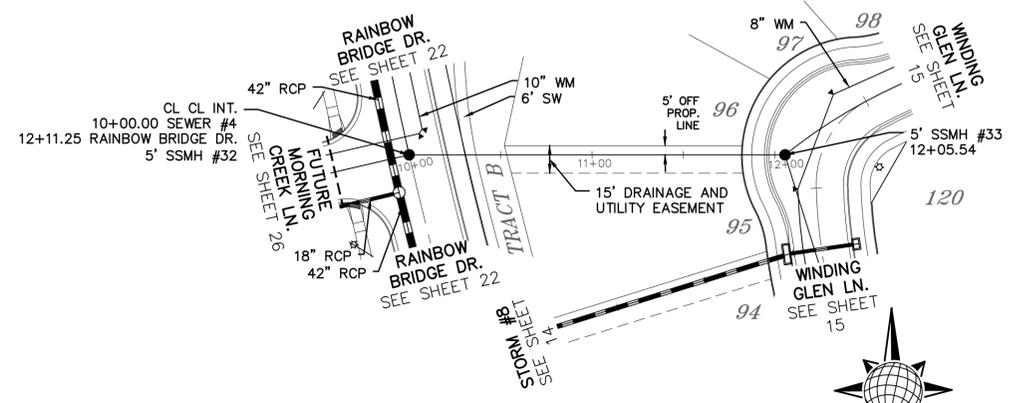 RAINBOW
BRIDGE DR.
SEE SHEET 22
42" RCP
CL CL INT.
10+00.00 SEWER #4
12+11.25 RAINBOW BRIDGE DR.
5' SSMH #32
10" WM
6' SW
8" WM
98
97
96
WINDING
GLEN LN.
SEE SHEET
15
5' OFF
PROP.
LINE
5' SSMH #33
12+05.54
10+00
11+00
12+00
FUTURE
MORNING
CREEK LN.
SEE SHEET 26
TRACT B
15' DRAINAGE AND
UTILITY EASEMENT
120
95
18" RCP
42" RCP
RAINBOW
BRIDGE DR.
SEE SHEET 22
WINDING
GLEN LN.
SEE SHEET
15
94
STORM #8
SEE SHEET
14